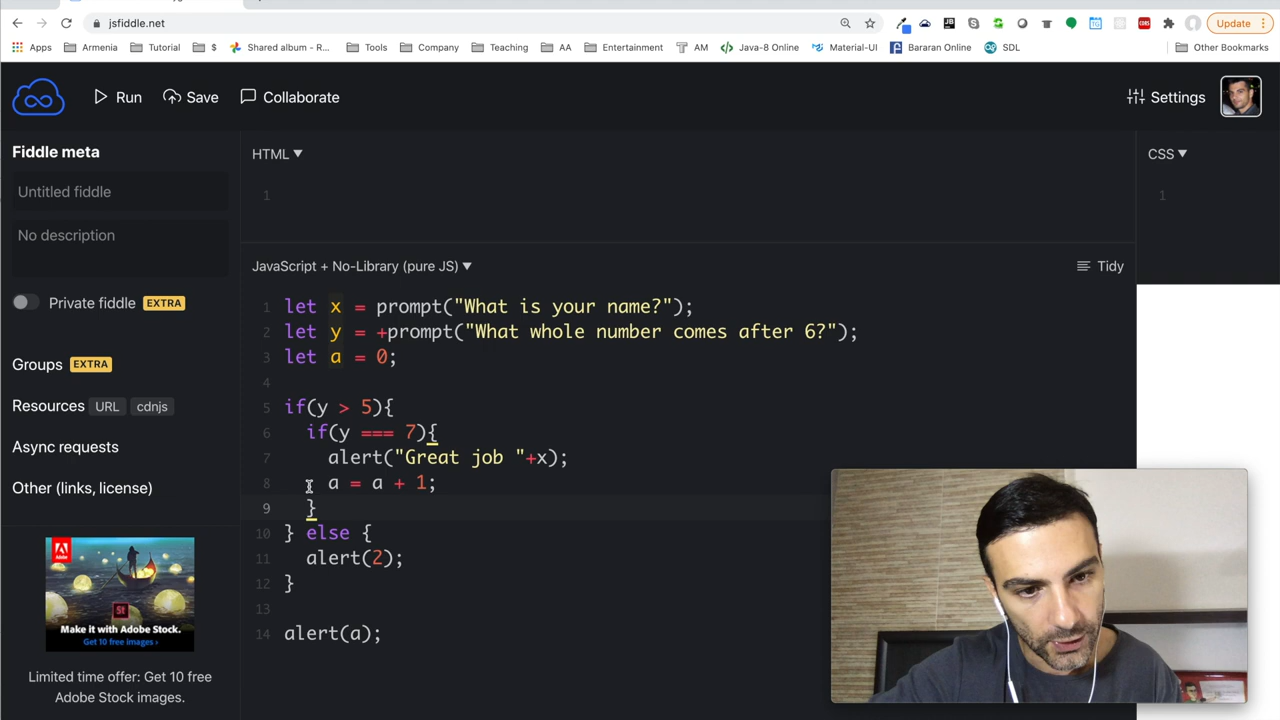 jsfiddle.net
Update
Apps Armenia Tutorial $ Shared album - R... Tools Company Teaching AA Entertainment AM Java-8 Online Material-UI Bararan Online SDL Other Bookmarks
Run Save Collaborate Settings
Fiddle meta
Untitled fiddle
No description
Private fiddle EXTRA
Groups EXTRA
Resources URL cdnjs
Async requests
Other (links, license)
Make it with Adobe Stock.
Get 10 free images ›
Limited time offer: Get 10 free
Adobe Stock images.
HTML
1
CSS
1
JavaScript + No-Library (pure JS) Tidy
1 let x = prompt("What is your name?");
2 let y = +prompt("What whole number comes after 6?");
3 let a = 0;
4
5 if(y > 5){
6 if(y === 7){
7 alert("Great job "+x);
8 a = a + 1;
9 }
10 } else {
11 alert(2);
12 }
13
14 alert(a);